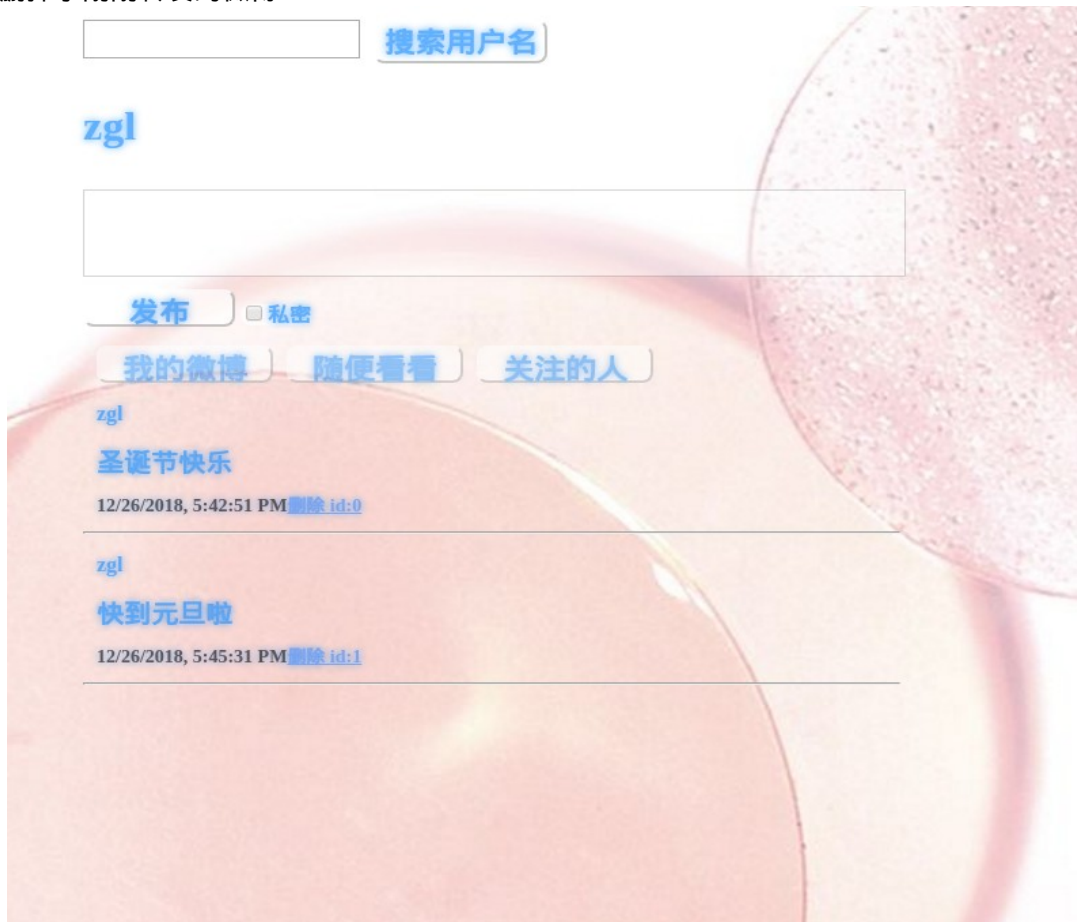 搜索用户名
zgl
发布 私密
我的微博 随便看看 关注的人
zgl
圣诞节快乐
12/26/2018, 5:42:51 PM删除 id:0
zgl
快到元旦啦
12/26/2018, 5:45:31 PM删除 id:1